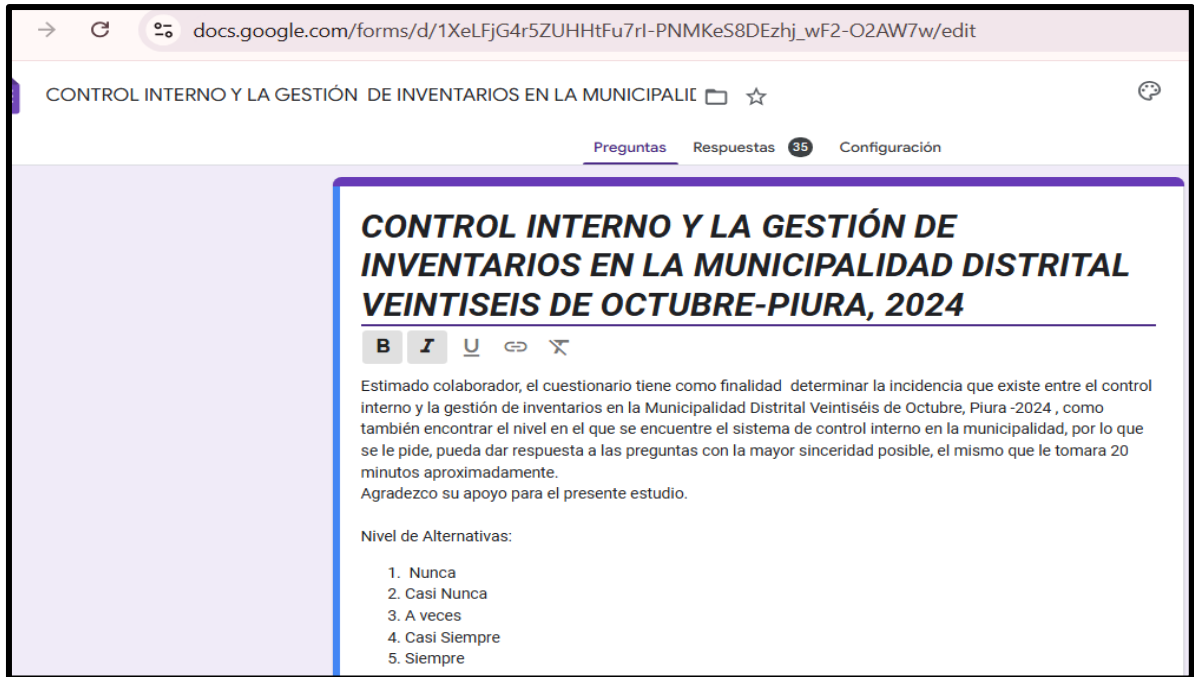 docs.google.com/forms/d/1XeLFjG4r5ZUHHtFu7rI-PNMKeS8DEzhj_wF2-O2AW7w/edit
CONTROL INTERNO Y LA GESTIÓN DE INVENTARIOS EN LA MUNICIPALID
Preguntas Respuestas 35 Configuración
CONTROL INTERNO Y LA GESTIÓN DE
INVENTARIOS EN LA MUNICIPALIDAD DISTRITAL
VEINTISEIS DE OCTUBRE-PIURA, 2024
B I U
Estimado colaborador, el cuestionario tiene como finalidad determinar la incidencia que existe entre el control
interno y la gestión de inventarios en la Municipalidad Distrital Veintiséis de Octubre, Piura -2024 , como
también encontrar el nivel en el que se encuentre el sistema de control interno en la municipalidad, por lo que
se le pide, pueda dar respuesta a las preguntas con la mayor sinceridad posible, el mismo que le tomara 20
minutos aproximadamente.
Agradezco su apoyo para el presente estudio.
Nivel de Alternativas:
1. Nunca
2. Casi Nunca
3. A veces
4. Casi Siempre
5. Siempre